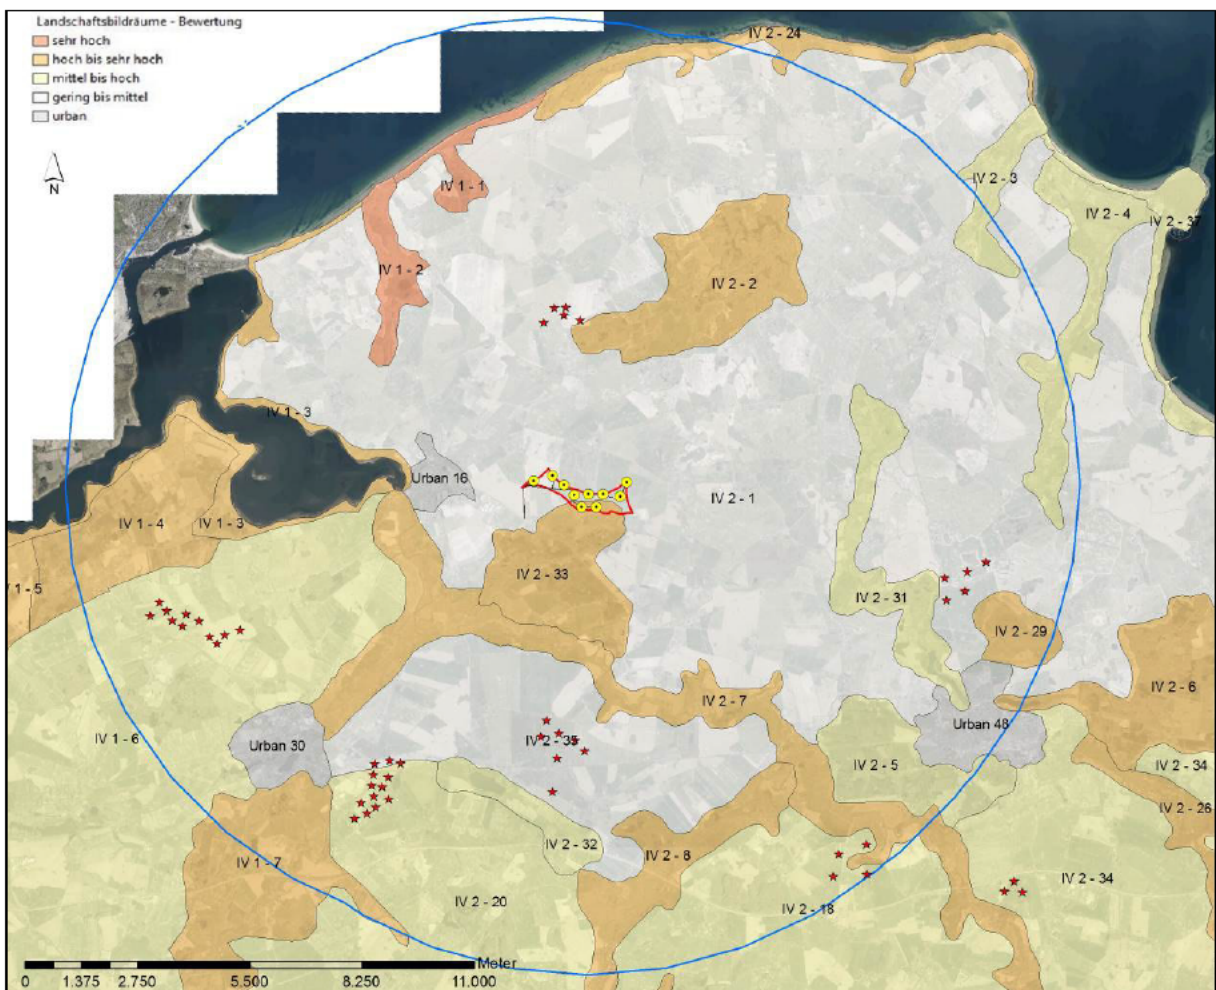 Landschaftsbildräume - Bewertung
sehr hoch
hoch bis sehr hoch
mittel bis hoch
gering bis mittel
urban
N
IV 2 - 24
IV 1 - 1
IV 2 - 3
IV 2 - 4
IV 2 - 37
IV 1 - 2
IV 2 - 2
IV 1 - 3
Urban 16
IV 2 - 1
IV 1 - 4
IV 1 - 3
IV 2 - 33
V 1 - 5
IV 2 - 31
IV 2 - 29
IV 2 - 6
IV 2 - 7
Urban 48
IV 1 - 6
Urban 30
IV 2 - 35
IV 2 - 5
IV 2 - 34
IV 2 - 26
IV 2 - 32
IV 2 - 8
IV 1 - 7
IV 2 - 34
IV 2 - 20
IV 2 - 18
Meter
0 1.375 2.750 5.500 8.250 11.000